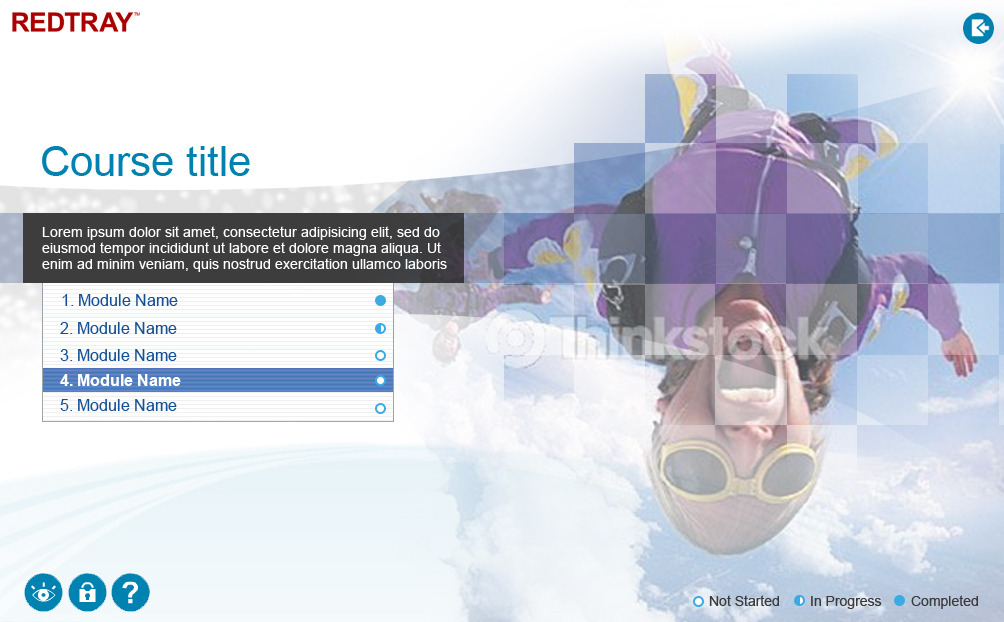 REDTRAY™
Course title
Lorem ipsum dolor sit amet, consectetur adipisicing elit, sed do
eiusmod tempor incididunt ut labore et dolore magna aliqua. Ut
enim ad minim veniam, quis nostrud exercitation ullamco laboris
1. Module Name
2. Module Name
3. Module Name
4. Module Name
5. Module Name
Thinkstock
?
Not Started In Progress Completed